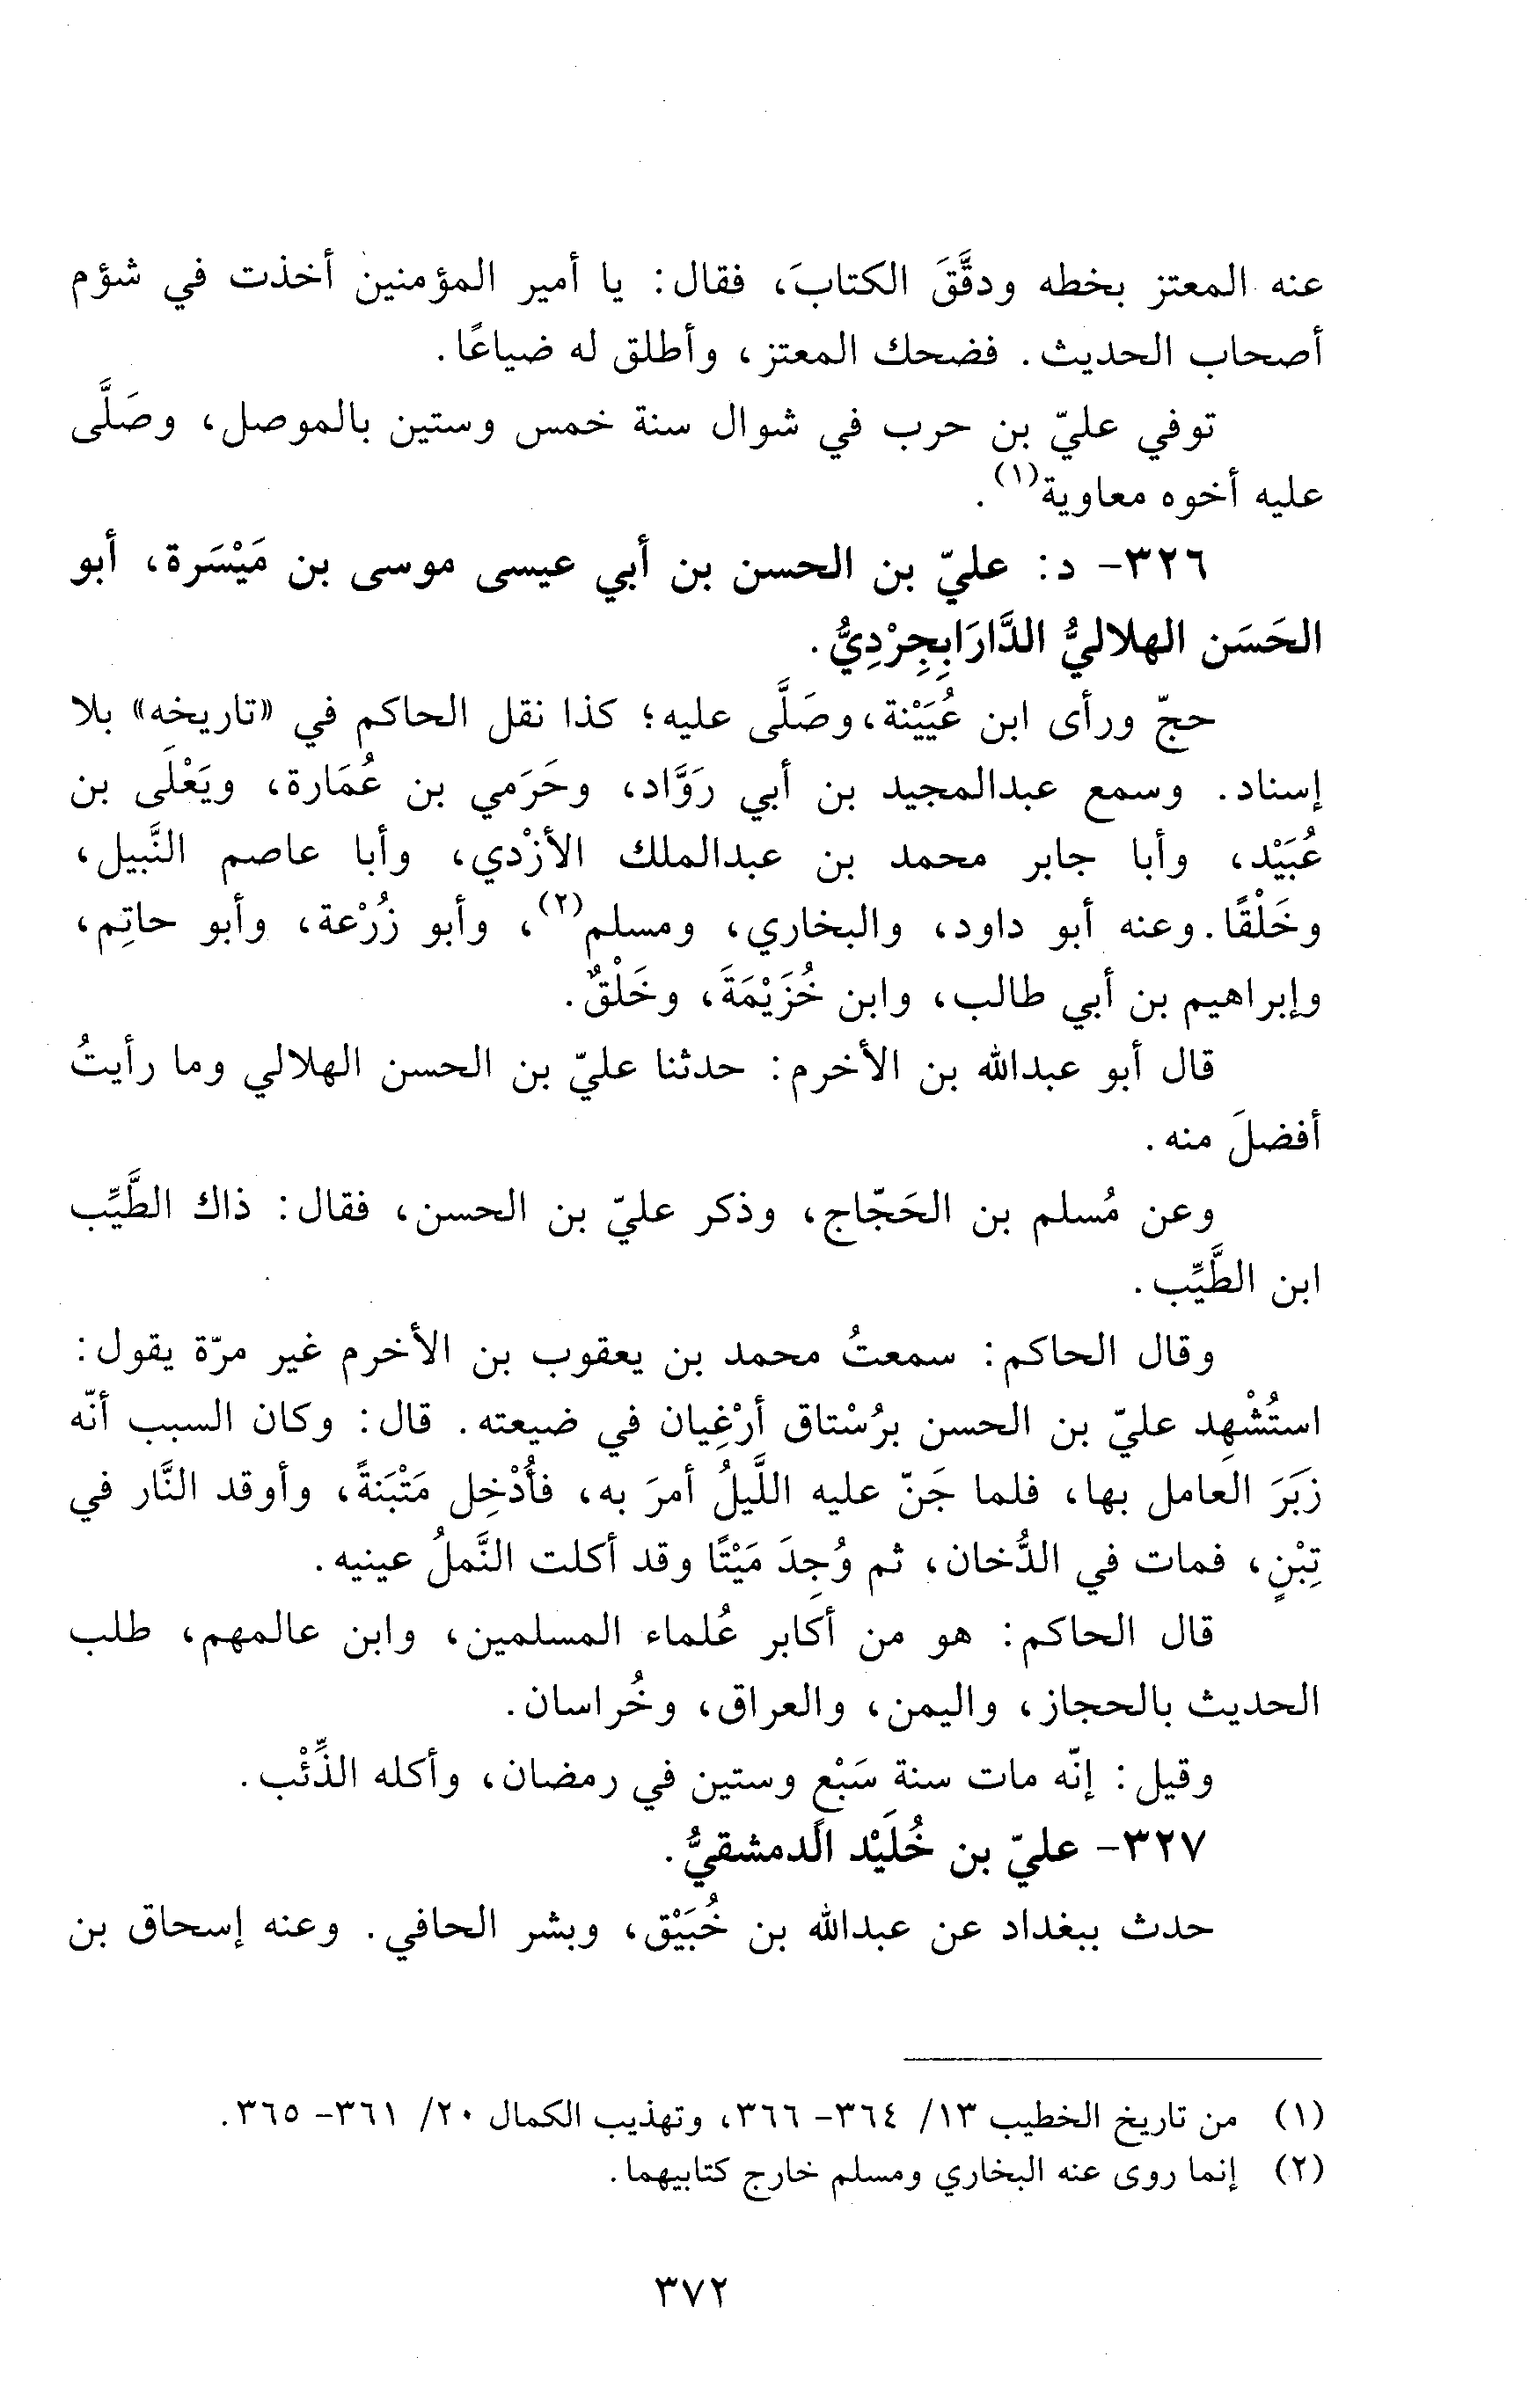 عنه المعتز بخطه ودقَّقَ الكتابَ، فقال: يا أمير المؤمنين أخذت في شؤم
أصحاب الحديث. فضحك المعتز، وأطلق له ضياعًا.
توفي عليّ بن حرب في شوال سنة خمس وستين بالموصل، وصَلَّى
عليه أخوه معاوية(١).
٣٢٦- د: عليّ بن الحسن بن أبي عيسى موسى بن مَيْسَرة، أبو
الحَسَن الهلاليُّ الدَّارَابِجِرْدِيُّ.
حجّ ورأى ابن عُيَيْنة، وصَلَّى عليه؛ كذا نقل الحاكم في «تاريخه» بلا
إسناد. وسمع عبدالمجيد بن أبي رَوَّاد، وحَرَمي بن عُمَارة، ويَعْلَى بن
عُبَيْد، وأبا جابر محمد بن عبدالملك الأزْدي، وأبا عاصم النَّبيل،
وخَلْقًا. وعنه أبو داود، والبخاري، ومسلم(٢)، وأبو زُرْعة، وأبو حاتِم،
وإبراهيم بن أبي طالب، وابن خُزَيْمَةَ، وخَلْقٌ.
قال أبو عبدالله بن الأخرم: حدثنا عليّ بن الحسن الهلالي وما رأيتُ
أفضلَ منه.
وعن مُسلم بن الحَجّاج، وذكر عليّ بن الحسن، فقال: ذاك الطَّيِّب
ابن الطَّيِّب.
وقال الحاكم: سمعتُ محمد بن يعقوب بن الأخرم غير مرّة يقول:
استُشْهِد عليّ بن الحسن برُسْتاق أرْغِيان في ضيعته. قال: وكان السبب أنّه
زَبَرَ العامل بها، فلما جَنّ عليه اللَّيلُ أمرَ به، فأُدْخِل مَتْبَنَةً، وأوقد النَّار في
تِبْنٍ، فمات في الدُّخان، ثم وُجِدَ مَيْتًا وقد أكلت النَّملُ عينيه.
قال الحاكم: هو من أكابر عُلماء المسلمين، وابن عالمهم، طلب
الحديث بالحجاز، واليمن، والعراق، وخُراسان.
وقيل: إنّه مات سنة سَبْع وستين في رمضان، وأكله الذِّئْب.
٣٢٧- عليّ بن خُلَيْد الدمشقيُّ.
حدث ببغداد عن عبدالله بن خُبَيْق، وبشر الحافي. وعنه إسحاق بن
(١) من تاريخ الخطيب ١٣/ ٣٦٤- ٣٦٦، وتهذيب الكمال ٢٠/ ٣٦١- ٣٦٥.
(٢) إنما روى عنه البخاري ومسلم خارج كتابيهما.
٣٧٢